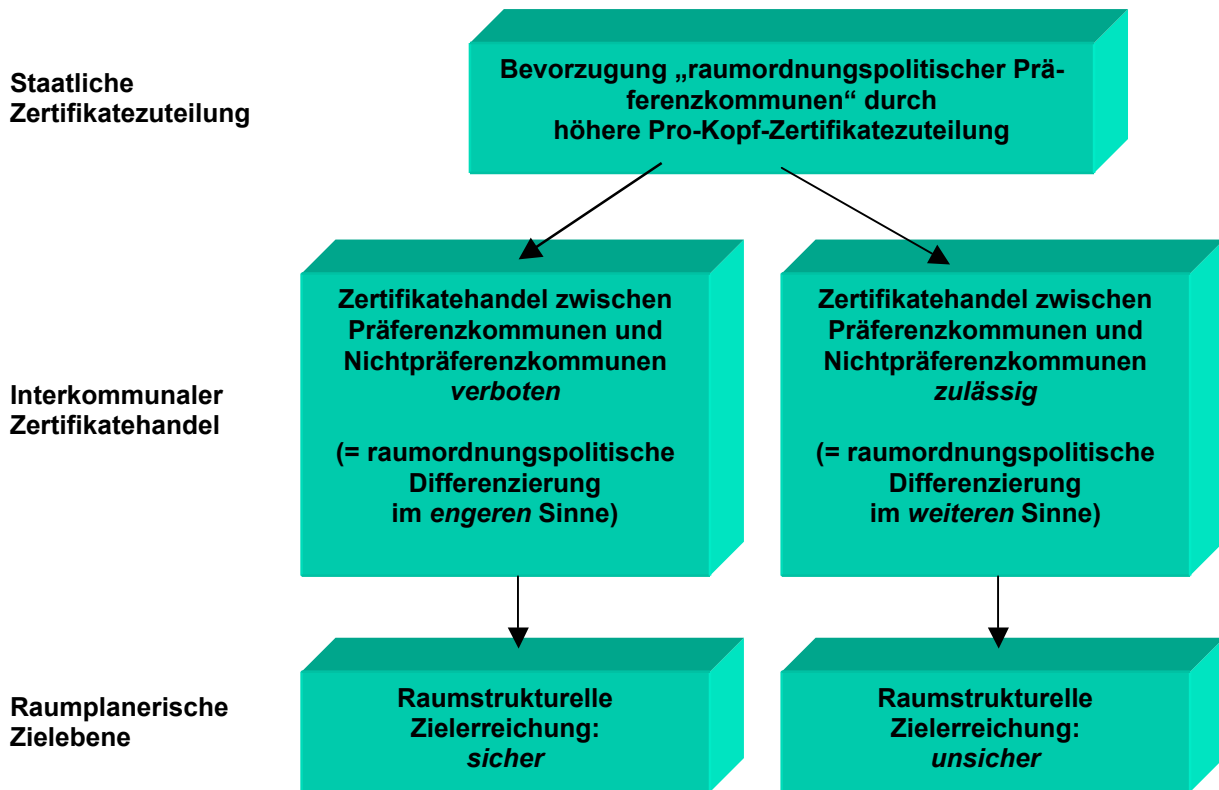 Staatliche
Zertifikatezuteilung
Bevorzugung „raumordnungspolitischer Prä-
ferenzkommunen“ durch
höhere Pro-Kopf-Zertifikatezuteilung
Interkommunaler
Zertifikatehandel
Zertifikatehandel zwischen
Präferenzkommunen und
Nichtpräferenzkommunen
verboten
(= raumordnungspolitische
Differenzierung
im engeren Sinne)
Zertifikatehandel zwischen
Präferenzkommunen und
Nichtpräferenzkommunen
zulässig
(= raumordnungspolitische
Differenzierung
im weiteren Sinne)
Raumplanerische
Zielebene
Raumstrukturelle
Zielerreichung:
sicher
Raumstrukturelle
Zielerreichung:
unsicher